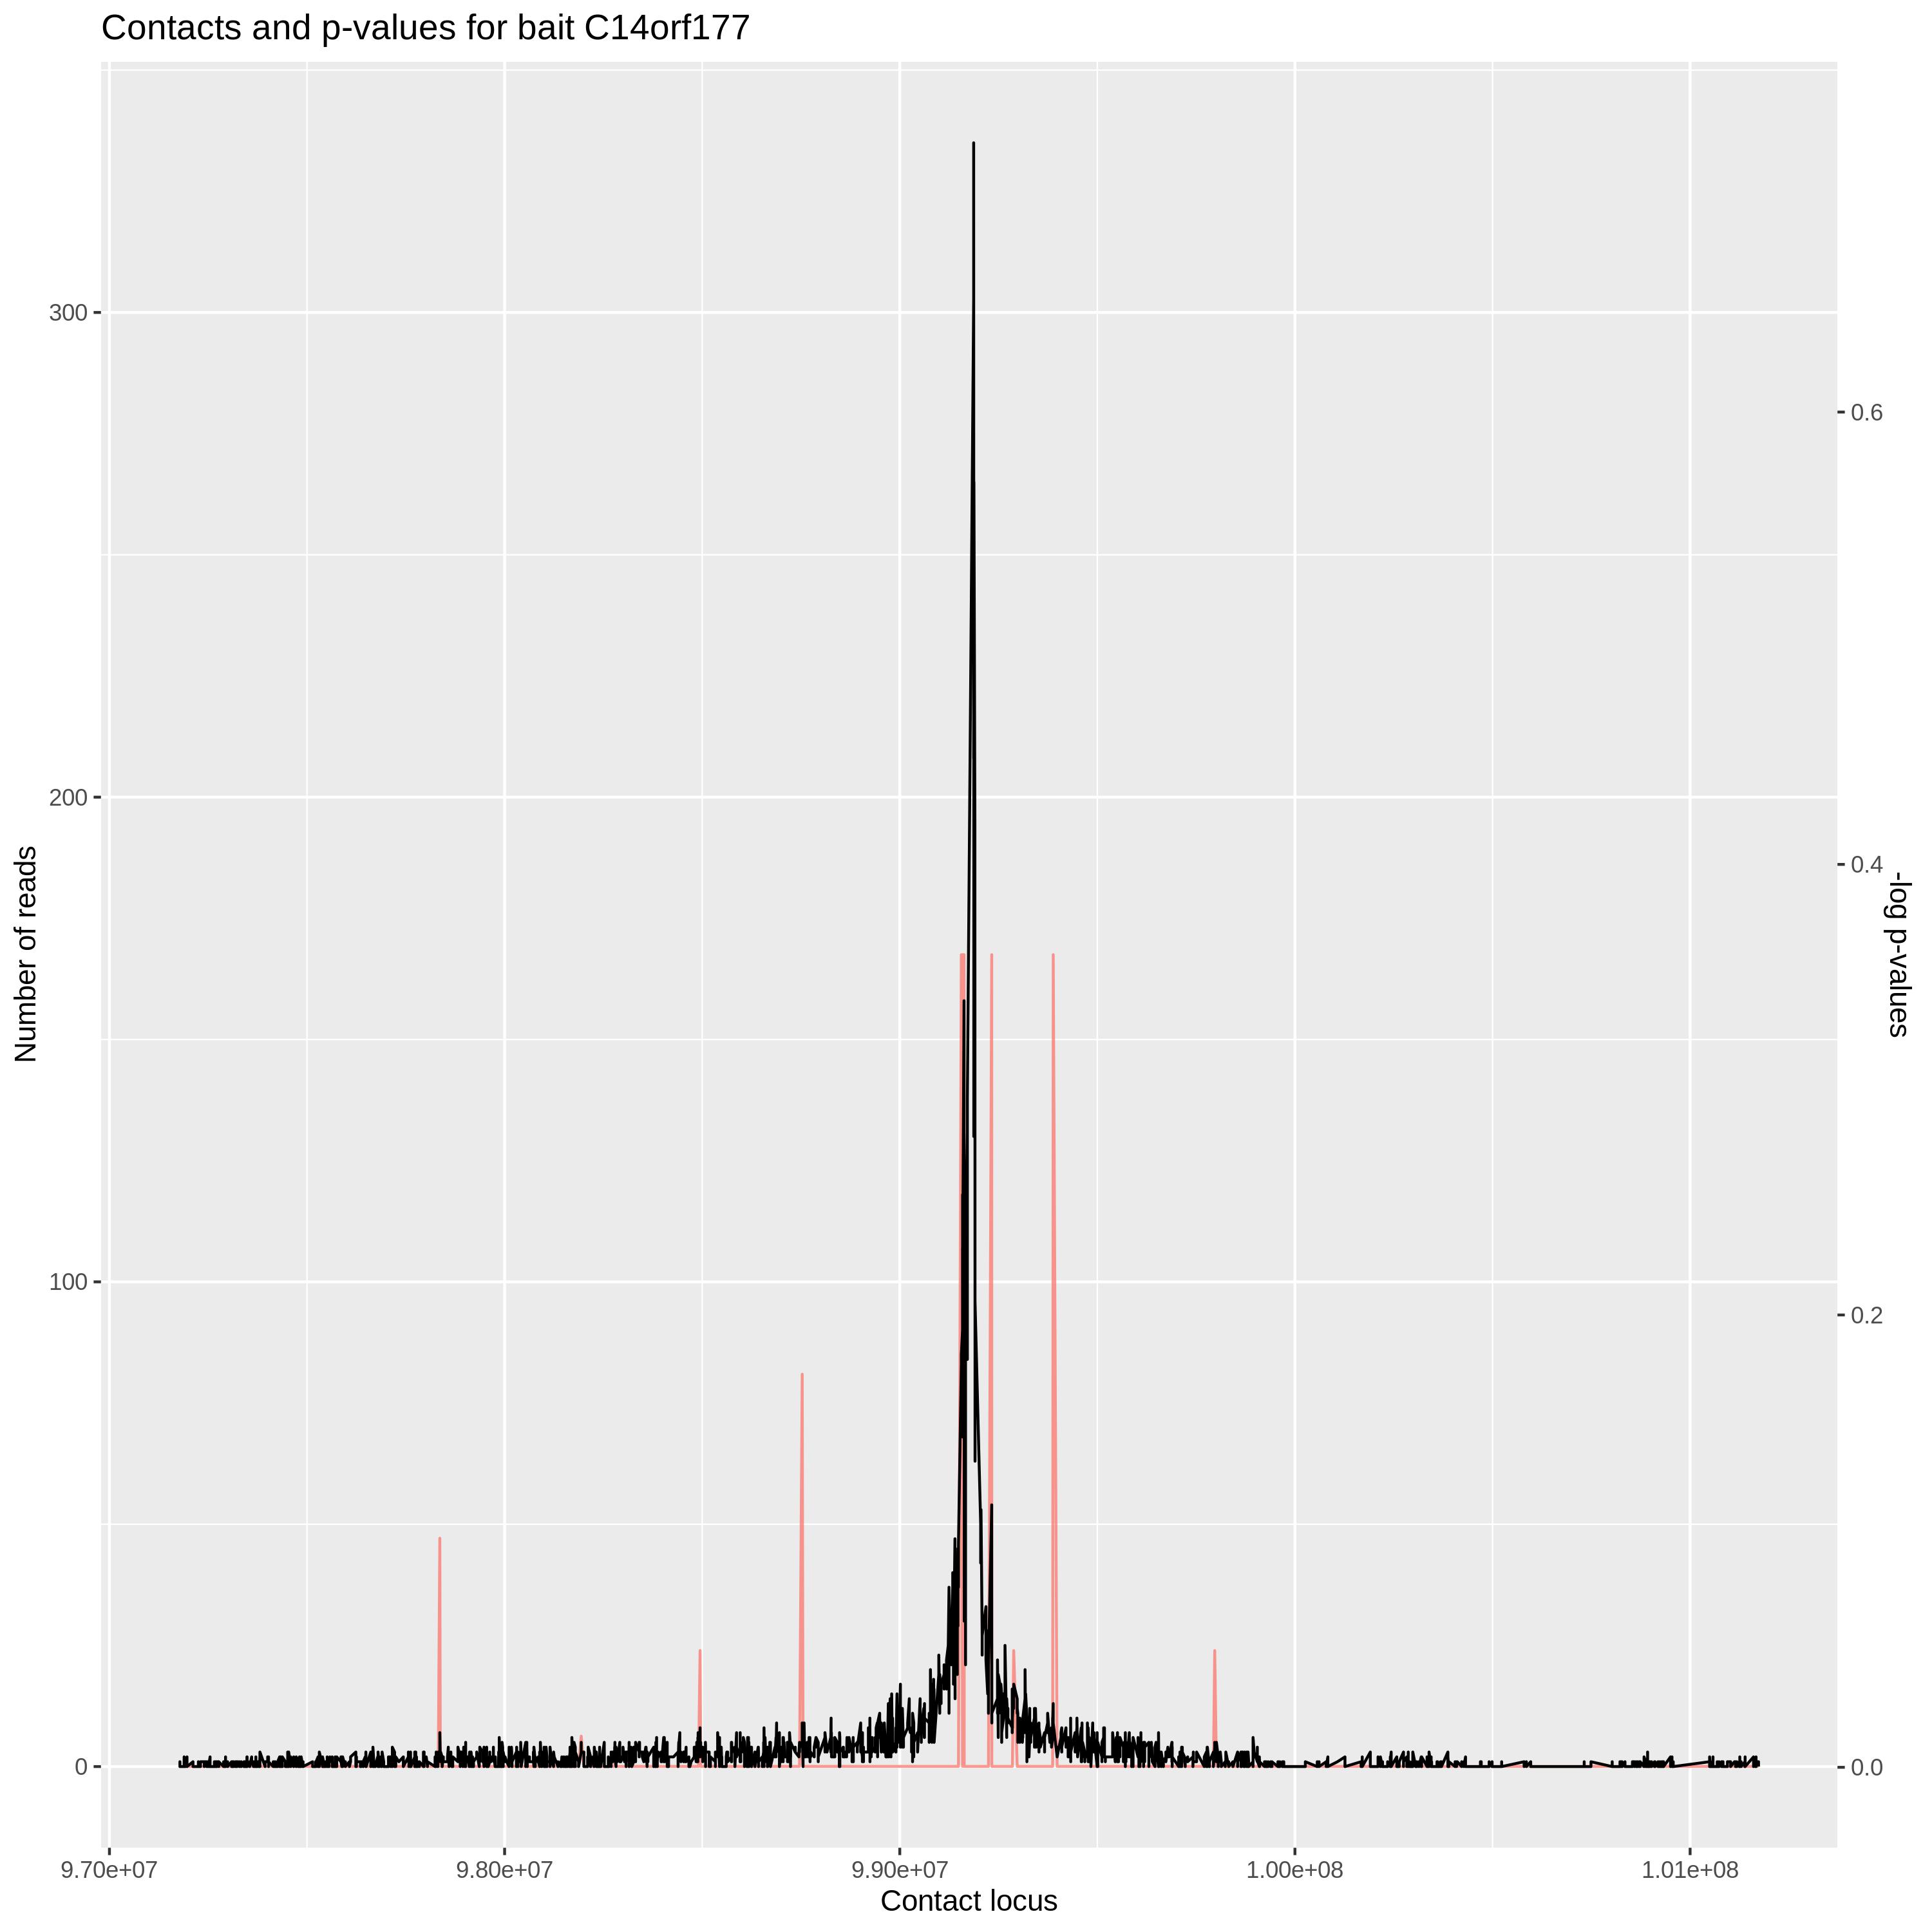 Contacts and p-values for bait C14orf177
300
200
100
0
Number of reads
0.6
0.4
0.2
0.0
-log p-values
9.70e+07
9.80e+07
9.90e+07
1.00e+08
1.01e+08
Contact locus